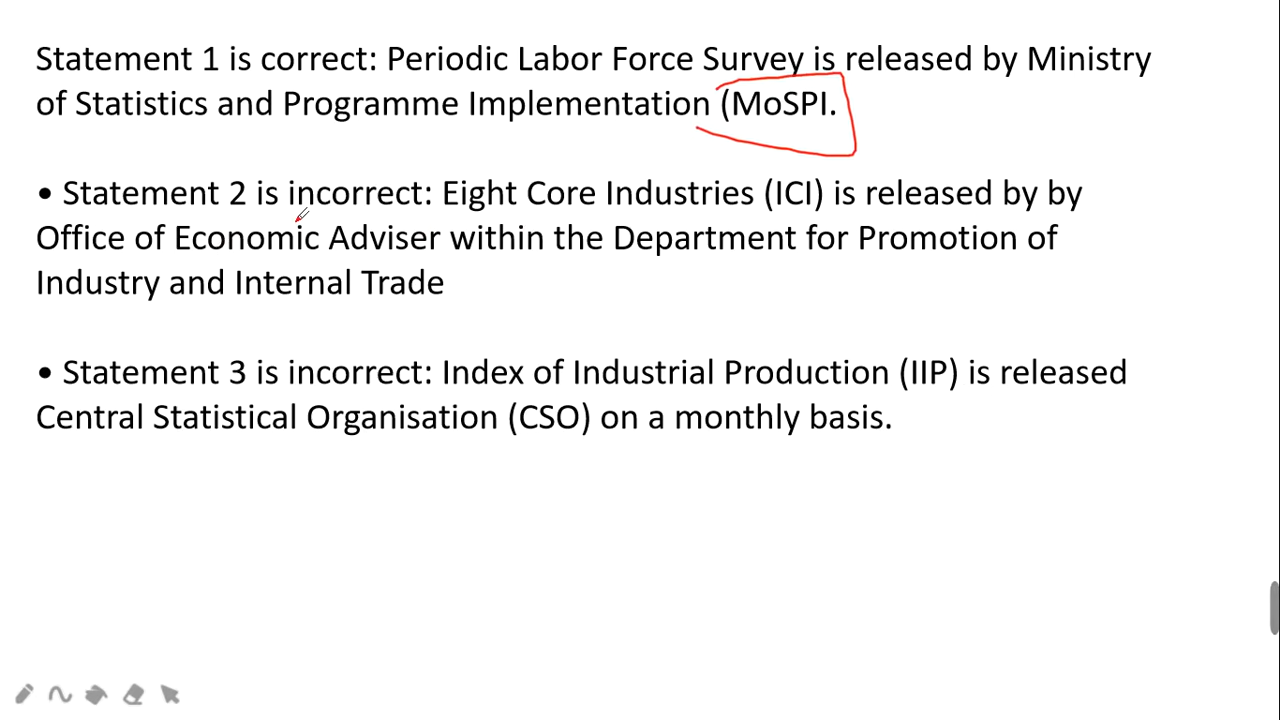 Statement 1 is correct: Periodic Labor Force Survey is released by Ministry
of Statistics and Programme Implementation (MoSPI.
• Statement 2 is incorrect: Eight Core Industries (ICI) is released by by
Office of Economic Adviser within the Department for Promotion of
Industry and Internal Trade
• Statement 3 is incorrect: Index of Industrial Production (IIP) is released
Central Statistical Organisation (CSO) on a monthly basis.